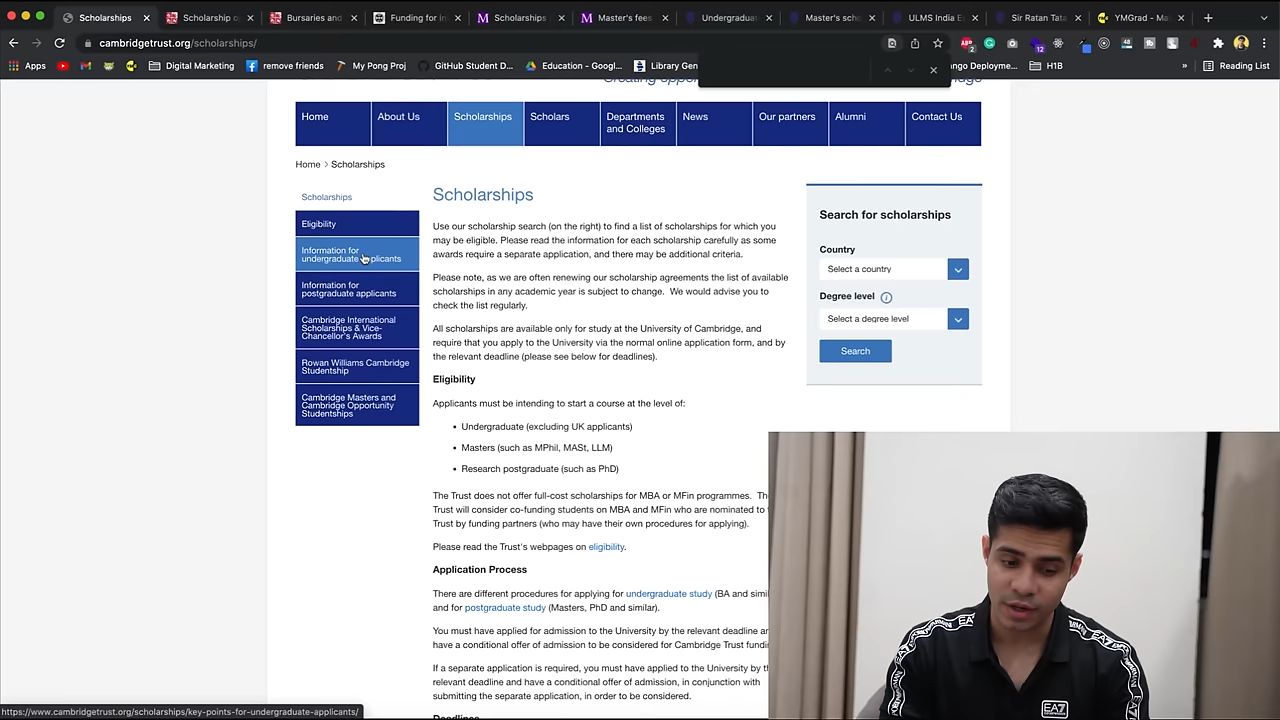 Scholarships
Scholarship o
Bursaries and
Funding for in
Scholarships
Master's fees
Undergradua
Master's scho
ULMS India E
Sir Ratan Tata
YMGrad - Ma
cambridgetrust.org/scholarships/
Apps
Digital Marketing
remove friends
My Pong Proj
GitHub Student D...
Education - Googl...
Library Gen
ango Deployme...
H1B
»
Reading List
Creating oppo
dge
Home
About Us
Scholarships
Scholars
Departments
and Colleges
News
Our partners
Alumni
Contact Us
Home > Scholarships
Scholarships
Eligibility
Information for
undergraduate applicants
Information for
postgraduate applicants
Cambridge International
Scholarships & Vice-
Chancellor's Awards
Rowan Williams Cambridge
Studentship
Cambridge Masters and
Cambridge Opportunity
Studentships
Scholarships
Use our scholarship search (on the right) to find a list of scholarships for which you
may be eligible. Please read the information for each scholarship carefully as some
awards require a separate application, and there may be additional criteria.
Please note, as we are often renewing our scholarship agreements the list of available
scholarships in any academic year is subject to change. We would advise you to
check the list regularly.
All scholarships are available only for study at the University of Cambridge, and
require that you apply to the University via the normal online application form, and by
the relevant deadline (please see below for deadlines).
Eligibility
Applicants must be intending to start a course at the level of:
• Undergraduate (excluding UK applicants)
• Masters (such as MPhil, MASt, LLM)
• Research postgraduate (such as PhD)
The Trust does not offer full-cost scholarships for MBA or MFin programmes. Th
Trust will consider co-funding students on MBA and MFin who are nominated to t
Trust by funding partners (who may have their own procedures for applying).
Please read the Trust's webpages on eligibility.
Application Process
There are different procedures for applying for undergraduate study (BA and simil
and for postgraduate study (Masters, PhD and similar).
You must have applied for admission to the University by the relevant deadline an
have a conditional offer of admission to be considered for Cambridge Trust fundi
If a separate application is required, you must have applied to the University by th
relevant deadline and have a conditional offer of admission, in conjunction with
submitting the separate application, in order to be considered.
Deadlines
Search for scholarships
Country
Select a country
Degree level
Select a degree level
Search
EA7
EA7
https://www.cambridgetrust.org/scholarships/key-points-for-undergraduate-applicants/